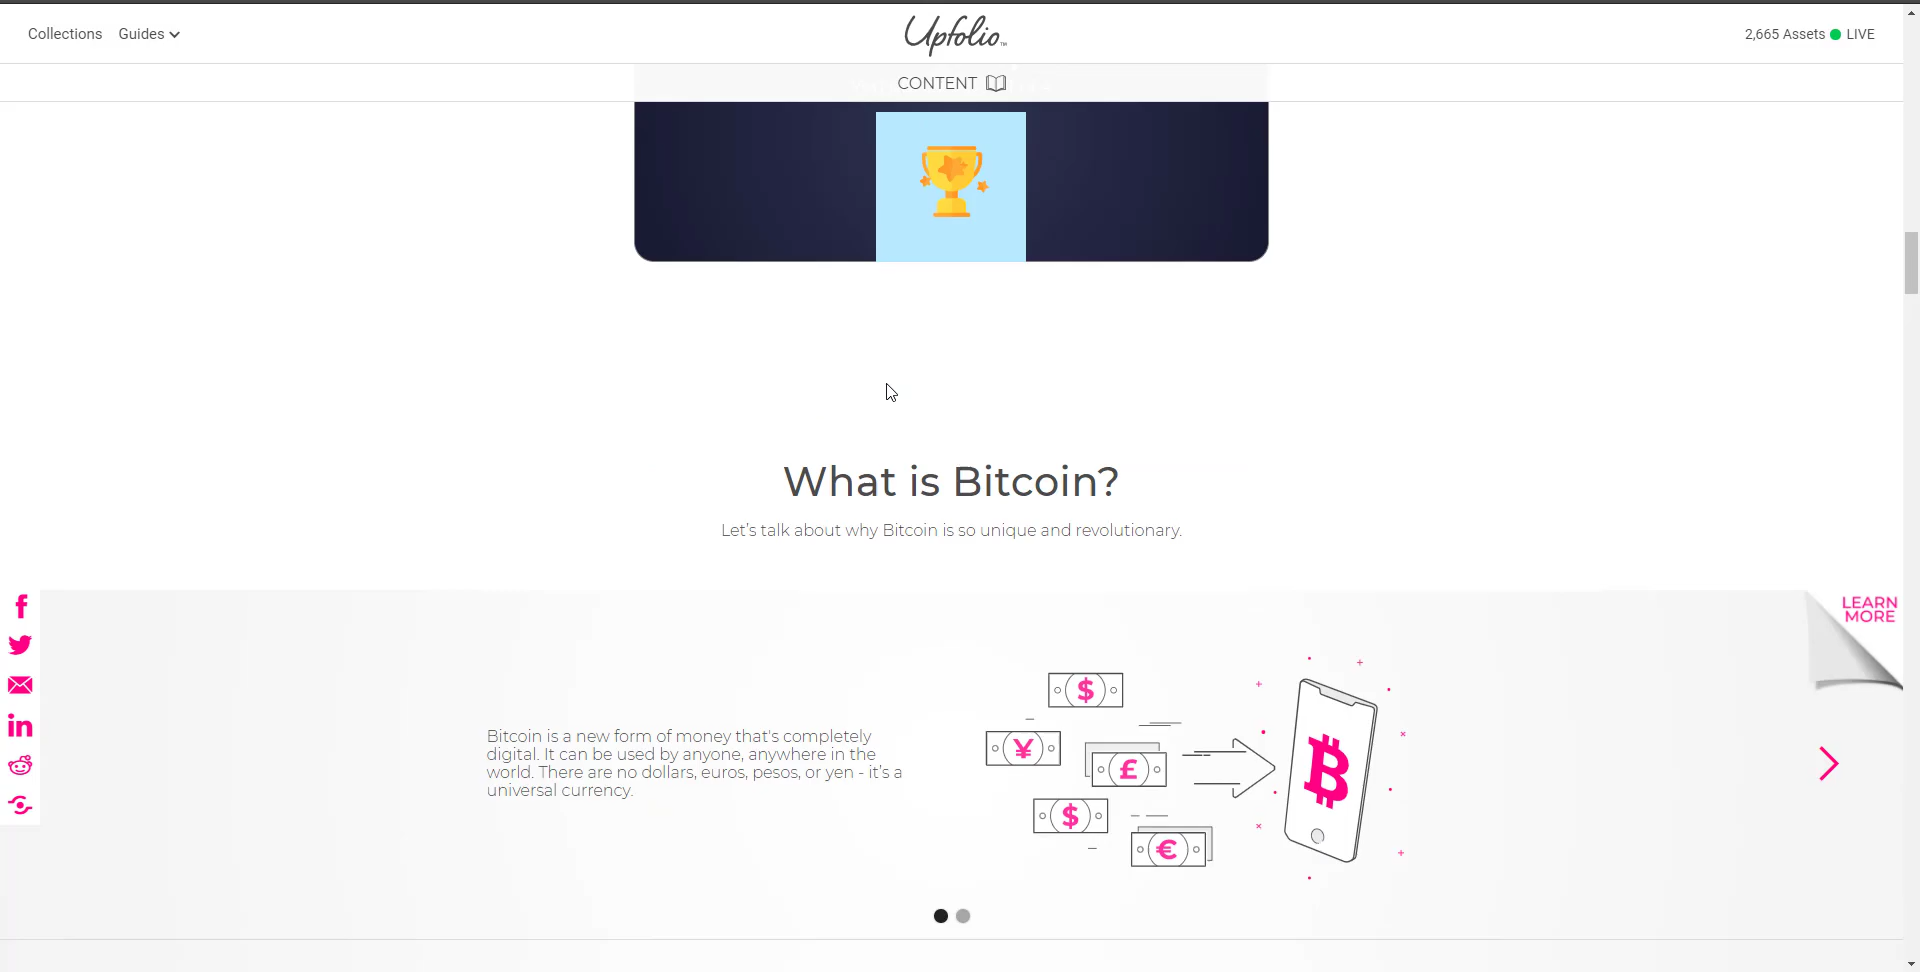 Collections Guides
Upfolio™
2,665 Assets LIVE
CONTENT
What is Bitcoin?
Let's talk about why Bitcoin is so unique and revolutionary.
LEARN
MORE
Bitcoin is a new form of money that's completely
digital. It can be used by anyone, anywhere in the
world. There are no dollars, euros, pesos, or yen - it's a
universal currency.
$
¥
£
$
€